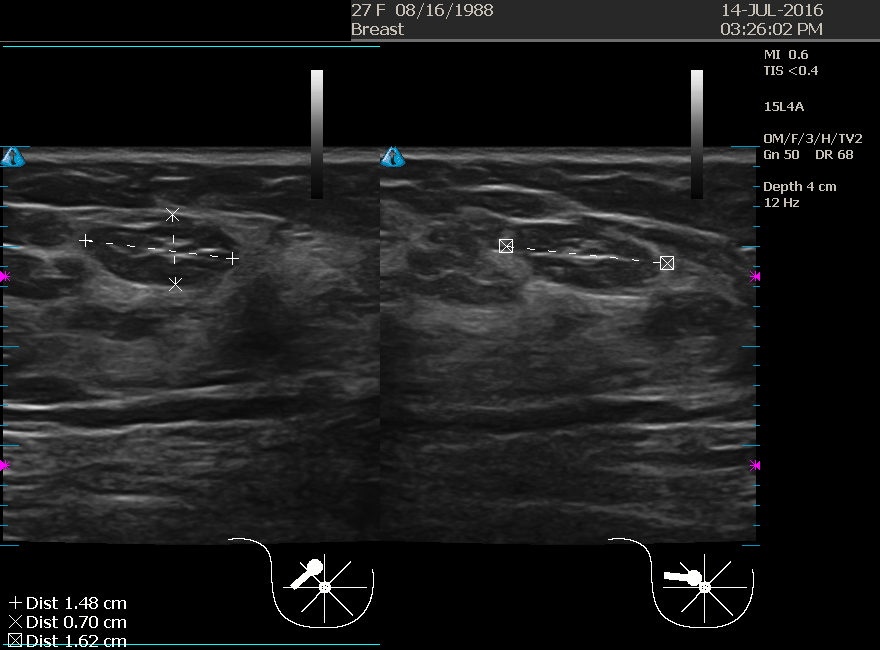 27 F 08/16/1988
14-JUL-2016
Breast
03:26:02 PM
MI 0.6
TIS <0.4
15L4A
OM/F/3/H/TV2
Gn 50 DR 68
Depth 4 cm
12 Hz
Dist 1.48 cm
Dist 0.70 cm
Dist 1.62 cm